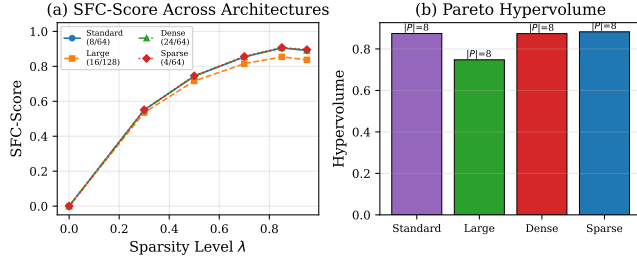 (a) SFC-Score Across Architectures
SFC-Score
1.0
0.8
0.6
0.4
0.2
0.0
Standard
(8/64)
Large
(16/128)
Dense
(24/64)
Sparse
(4/64)
0.0 0.2 0.4 0.6 0.8
Sparsity Level λ
(b) Pareto Hypervolume
Hypervolume
0.8
0.6
0.4
0.2
0.0
|P|=8
|P|=8
|P|=8
|P|=8
Standard Large Dense Sparse